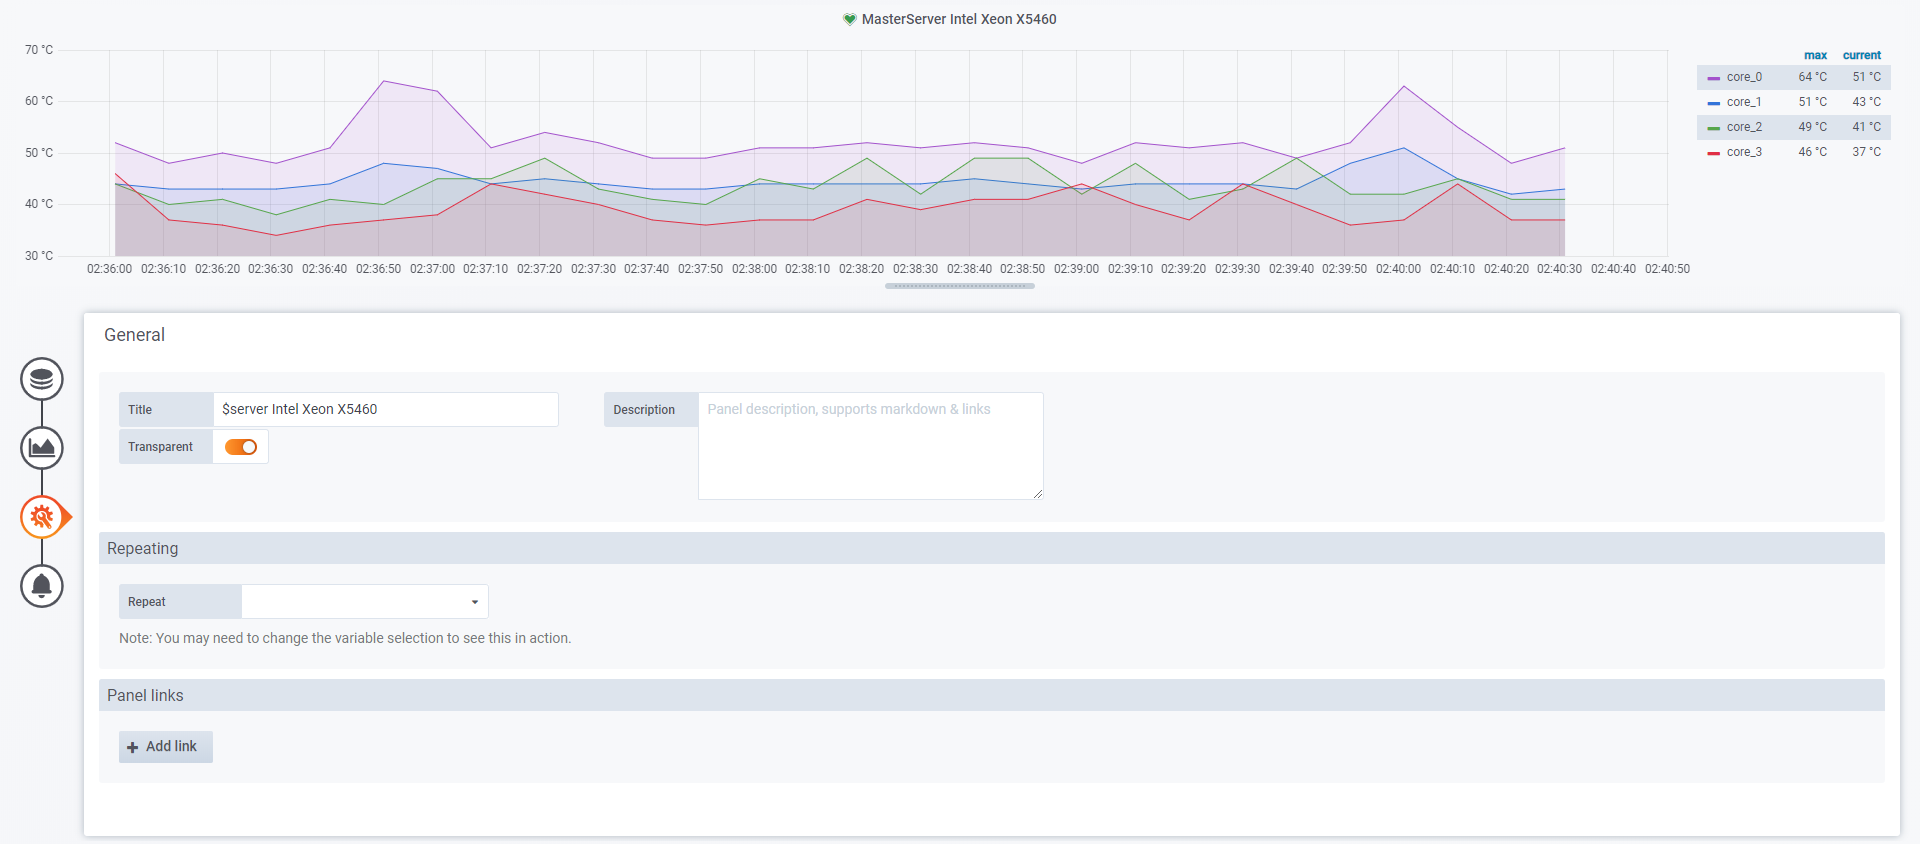 MasterServer Intel Xeon X5460
70 °C
60 °C
50 °C
40 °C
30 °C
02:36:00 02:36:10 02:36:20 02:36:30 02:36:40 02:36:50 02:37:00 02:37:10 02:37:20 02:37:30 02:37:40 02:37:50 02:38:00 02:38:10 02:38:20 02:38:30 02:38:40 02:38:50 02:39:00 02:39:10 02:39:20 02:39:30 02:39:40 02:39:50 02:40:00 02:40:10 02:40:20 02:40:30 02:40:40 02:40:50
max current
core_0 64 °C 51 °C
core_1 51 °C 43 °C
core_2 49 °C 41 °C
core_3 46 °C 37 °C
General
Title $server Intel Xeon X5460
Transparent
Description Panel description, supports markdown & links
Repeating
Repeat
Note: You may need to change the variable selection to see this in action.
Panel links
+ Add link